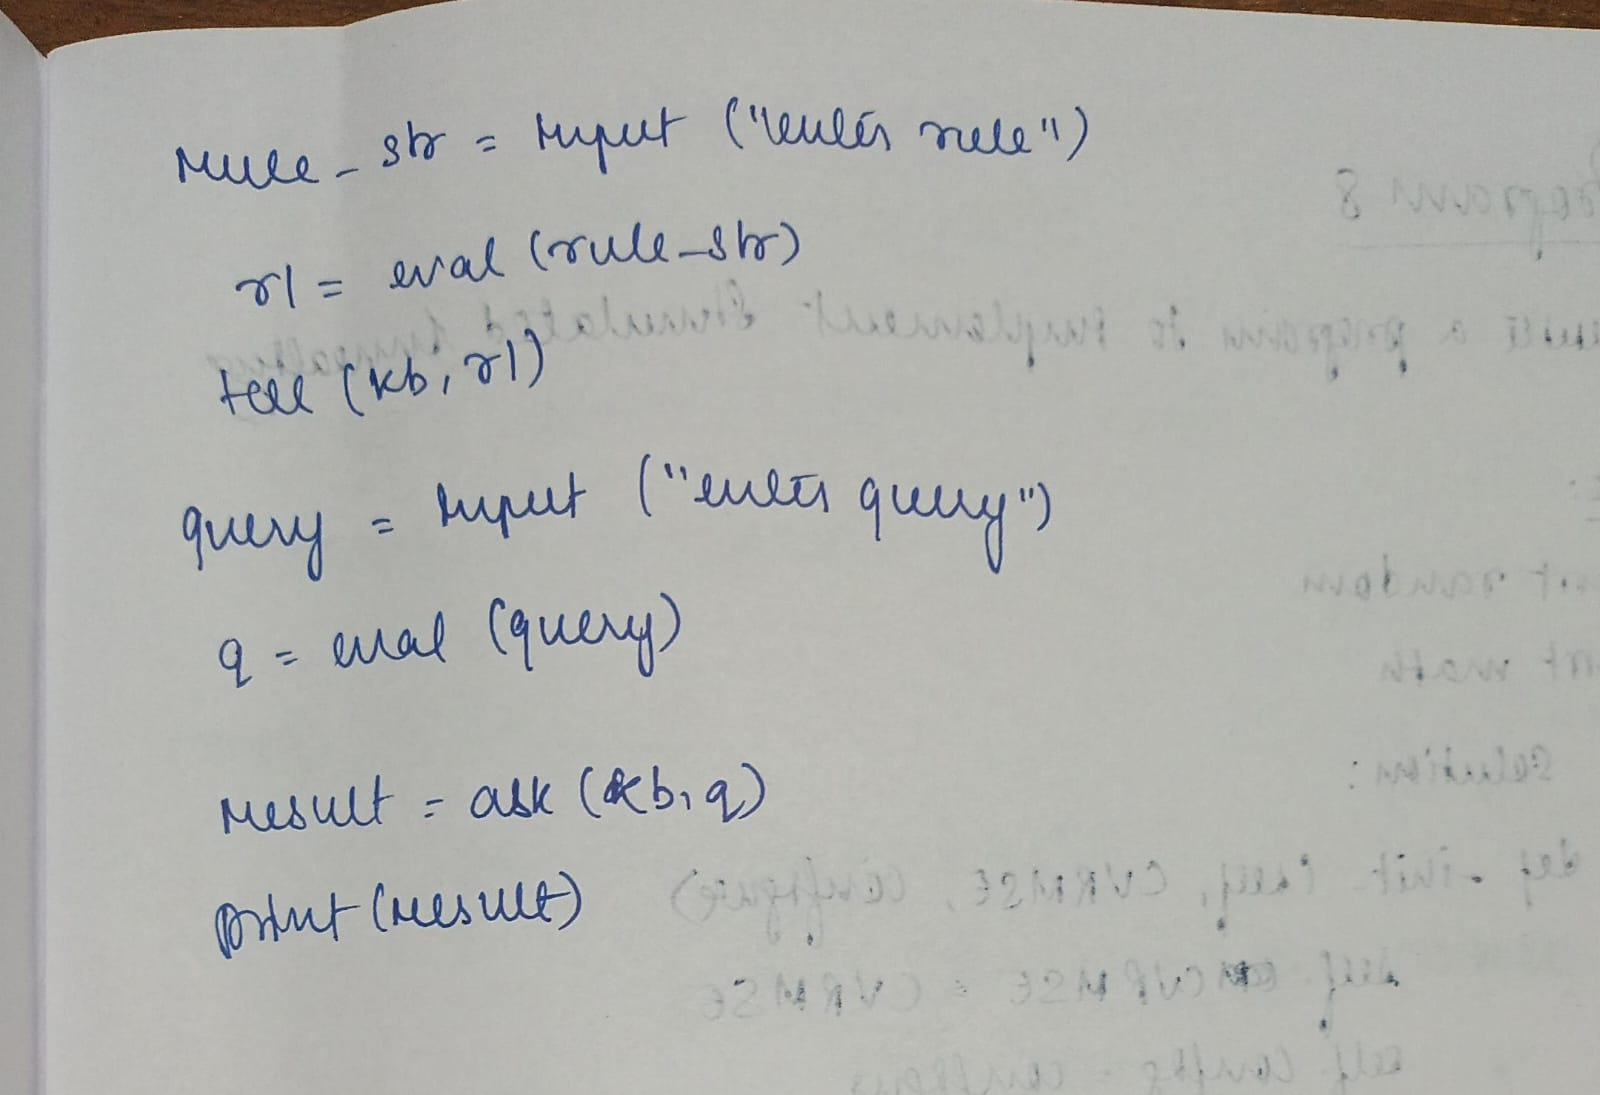 rule_str = input ("enter rule")
r1 = eval (rule_str)
tell (kb, r1)
query = input ("enter query")
q = eval (query)
result = ask (kb, q)
print (result)